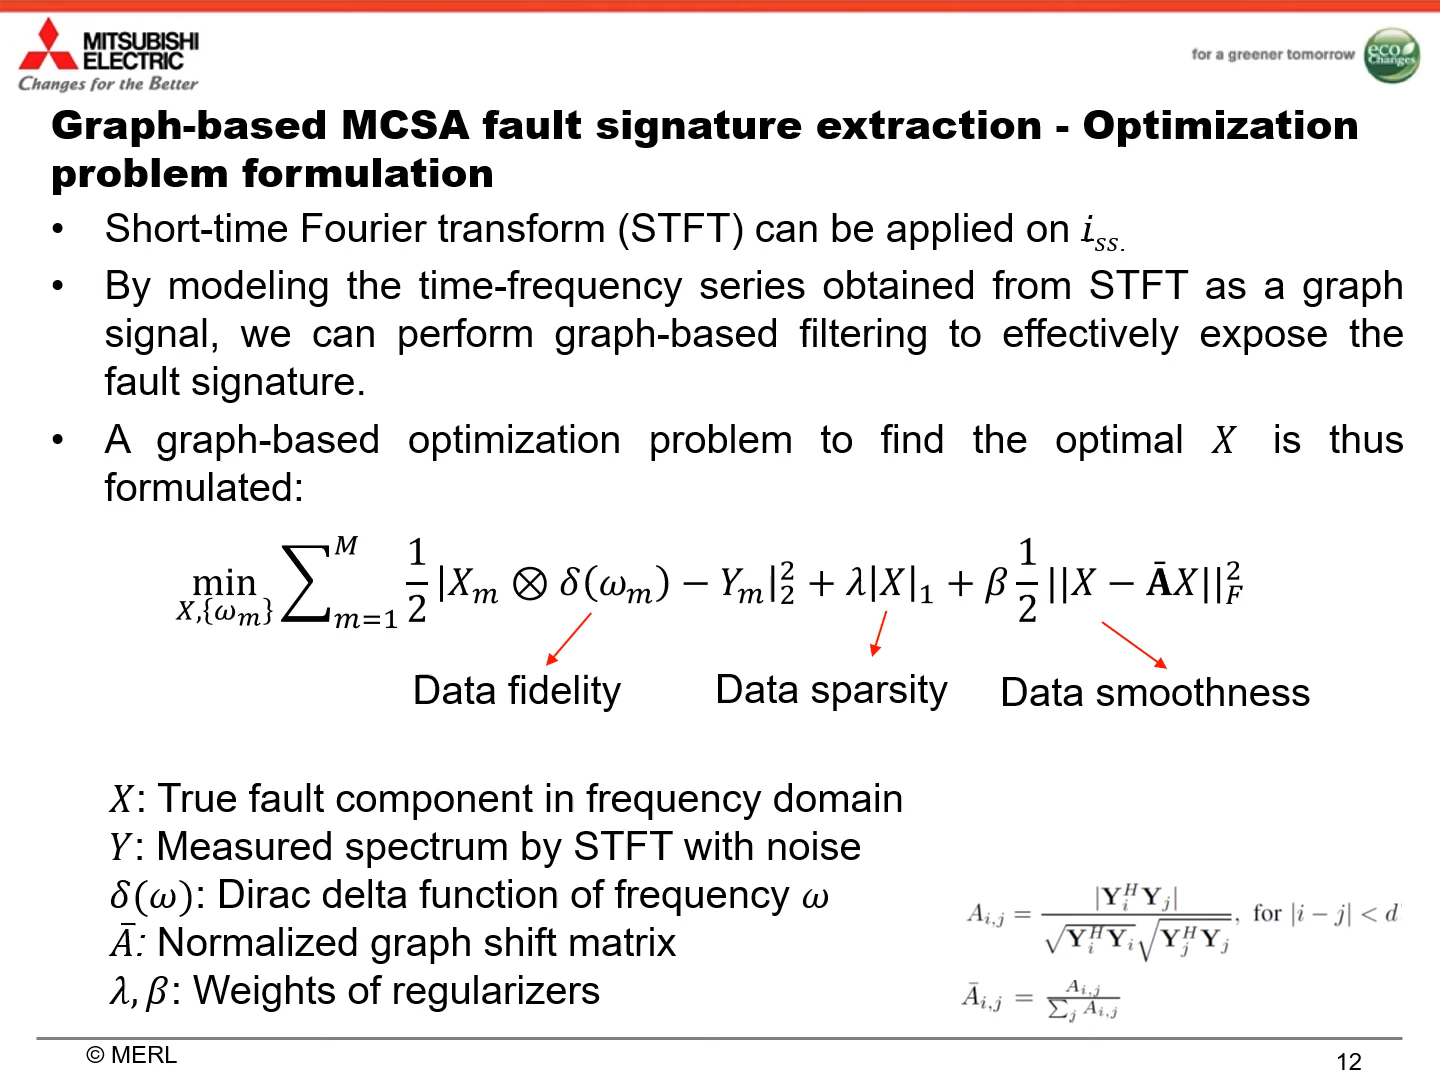 MITSUBISHI
ELECTRIC
Changes for the Better
for a greener tomorrow
eco
Changes
Graph-based MCSA fault signature extraction - Optimization
problem formulation
• Short-time Fourier transform (STFT) can be applied on i_ss.
• By modeling the time-frequency series obtained from STFT as a graph
signal, we can perform graph-based filtering to effectively expose the
fault signature.
• A graph-based optimization problem to find the optimal X is thus
formulated:
min_{X,{ω_m}} ∑_{m=1}^{M} 1/2 |X_m ⊗ δ(ω_m) − Y_m|_2^2 + λ|X|_1 + β 1/2 ||X − ĀX||_F^2
Data fidelity Data sparsity Data smoothness
X: True fault component in frequency domain
Y: Measured spectrum by STFT with noise
δ(ω): Dirac delta function of frequency ω
Ā: Normalized graph shift matrix
λ, β: Weights of regularizers
A_{i,j} = |Y_i^H Y_j| / (√(Y_i^H Y_i) √(Y_j^H Y_j)), for |i − j| < d
Ā_{i,j} = A_{i,j} / ∑_j A_{i,j}
© MERL
12